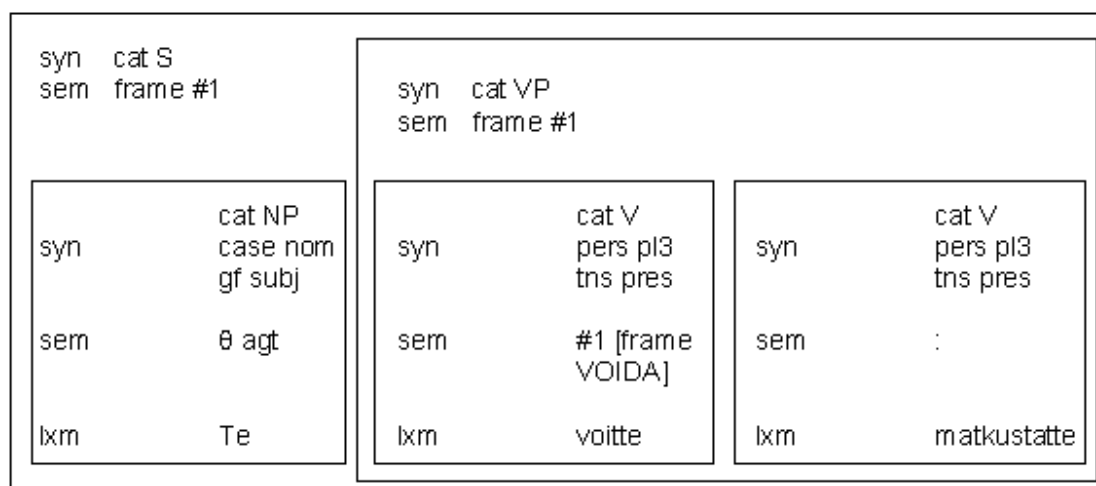 syn cat S
sem frame #1
syn cat VP
sem frame #1
cat NP
syn case nom
gf subj
sem θ agt
lxm Te
cat V
syn pers pl3
tns pres
sem #1 [frame
VOIDA]
lxm voitte
cat V
syn pers pl3
tns pres
sem :
lxm matkustatte